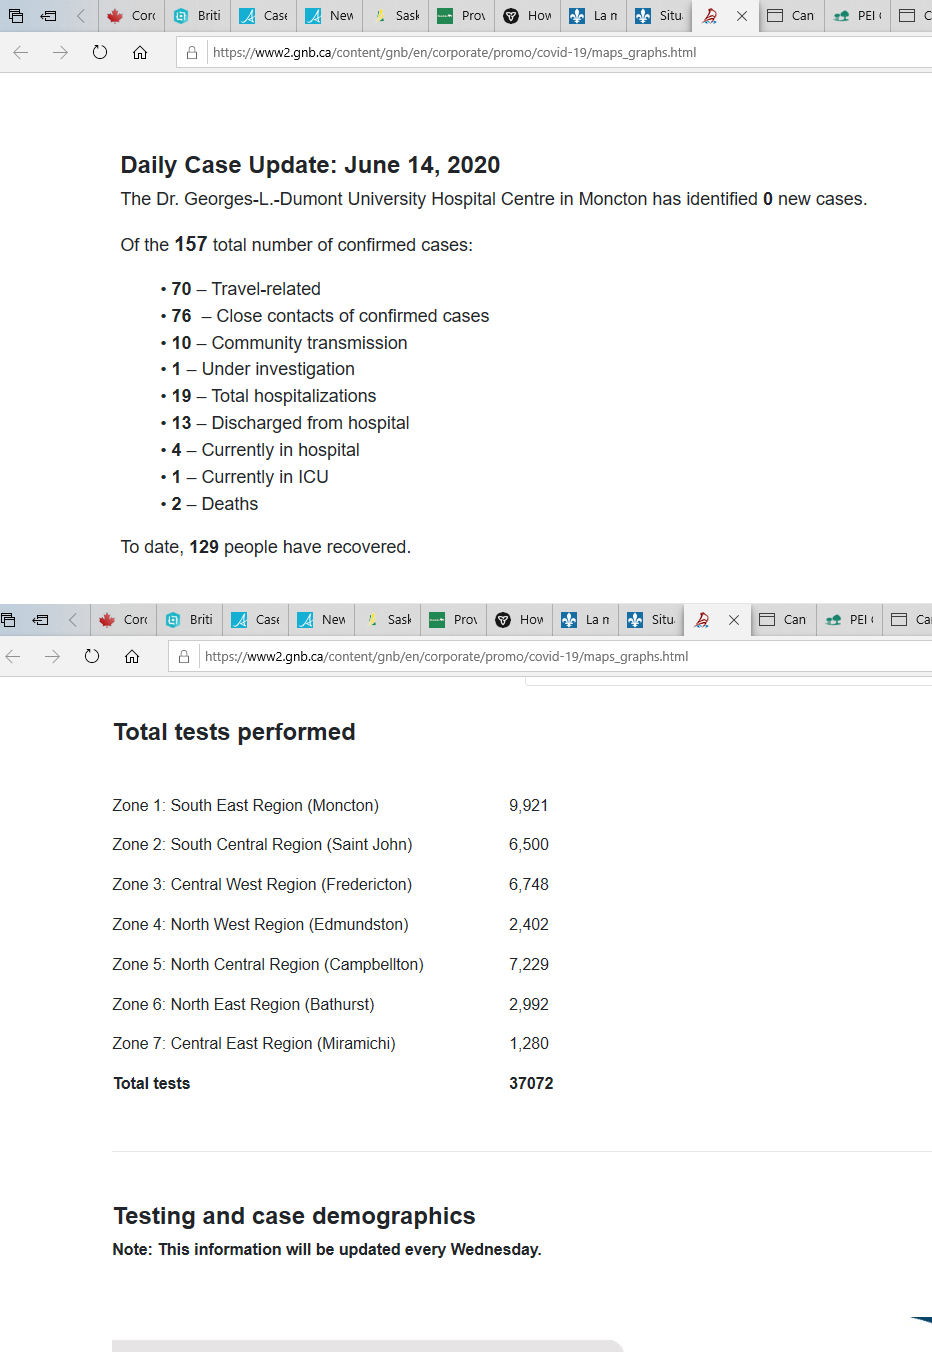 Corc
Briti
Case
New
Sask
Prov
How
La n
Situ
Can
PEI
C
https://www2.gnb.ca/content/gnb/en/corporate/promo/covid-19/maps_graphs.html
Daily Case Update: June 14, 2020
The Dr. Georges-L.-Dumont University Hospital Centre in Moncton has identified 0 new cases.
Of the 157 total number of confirmed cases:
• 70 – Travel-related
• 76 – Close contacts of confirmed cases
• 10 – Community transmission
• 1 – Under investigation
• 19 – Total hospitalizations
• 13 – Discharged from hospital
• 4 – Currently in hospital
• 1 – Currently in ICU
• 2 – Deaths
To date, 129 people have recovered.
Corc
Briti
Case
New
Sask
Prov
How
La n
Situ
Can
PEI
Ca
https://www2.gnb.ca/content/gnb/en/corporate/promo/covid-19/maps_graphs.html
Total tests performed
Zone 1: South East Region (Moncton) 9,921
Zone 2: South Central Region (Saint John) 6,500
Zone 3: Central West Region (Fredericton) 6,748
Zone 4: North West Region (Edmundston) 2,402
Zone 5: North Central Region (Campbellton) 7,229
Zone 6: North East Region (Bathurst) 2,992
Zone 7: Central East Region (Miramichi) 1,280
Total tests 37072
Testing and case demographics
Note: This information will be updated every Wednesday.